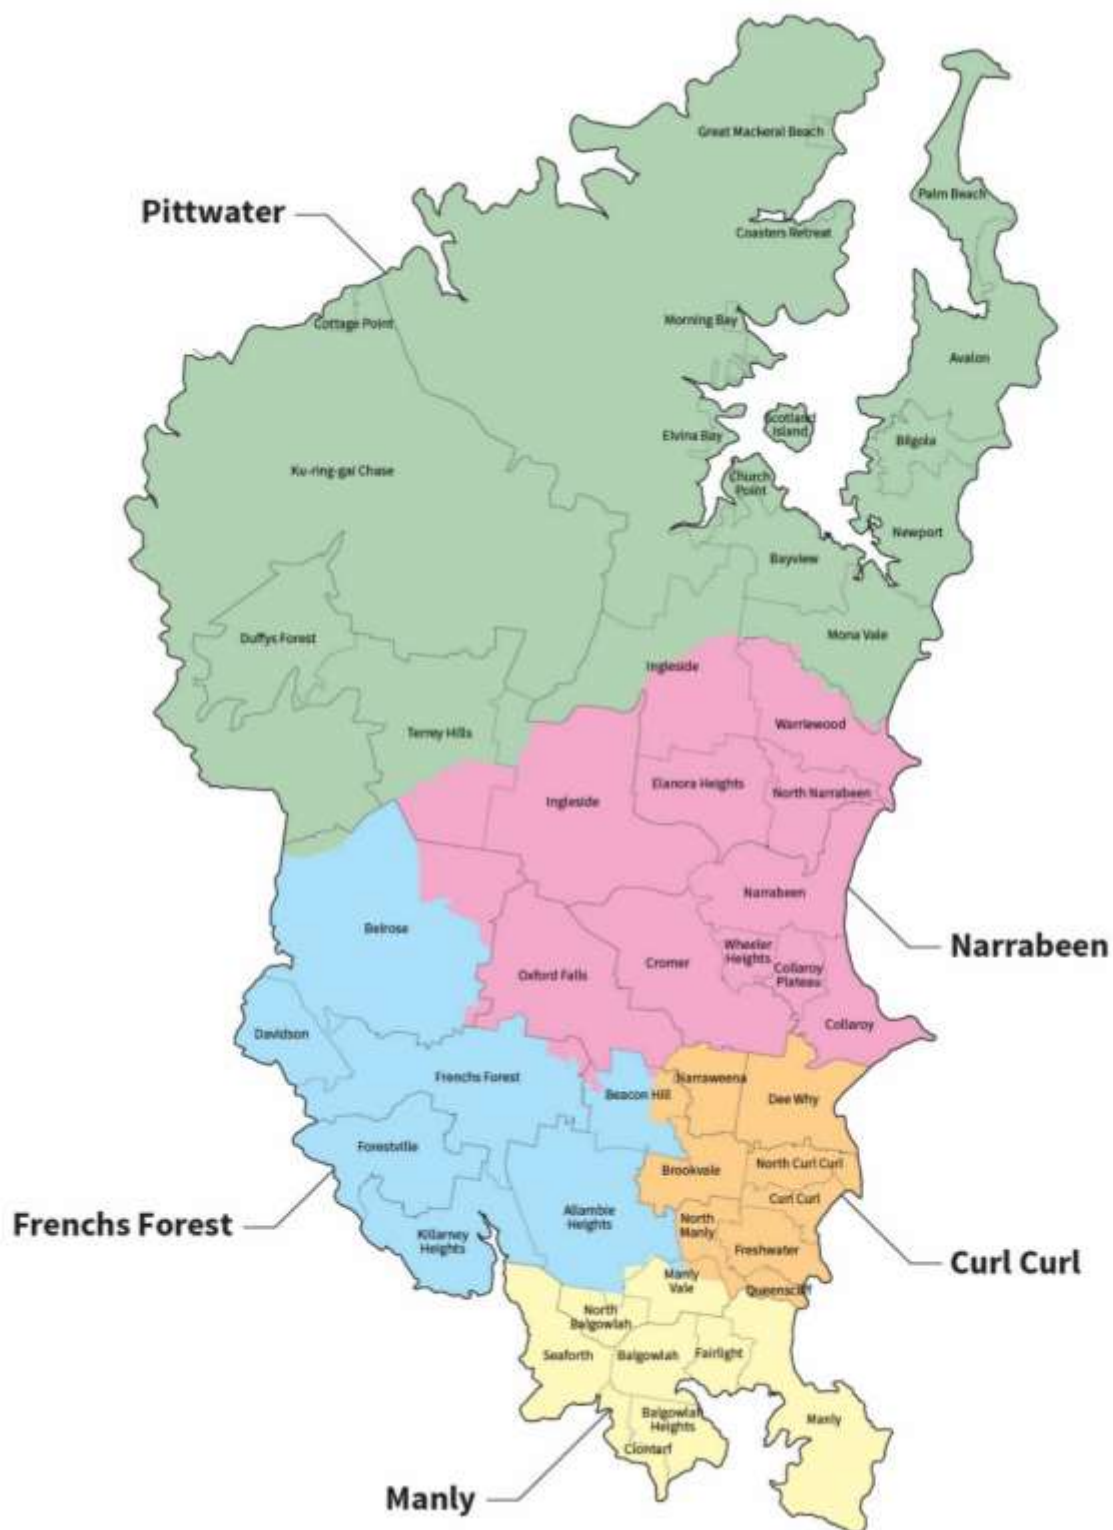 Great Mackeral Beach
Palm Beach
Pittwater
Coasters Retreat
Morning Bay
Cottage Point
Avalon
Scotland
Island
Elvina Bay
Bilgola
Ku-ring-gai Chase
Church
Point
Newport
Bayview
Duffys Forest
Mona Vale
Ingleside
Warriewood
Terrey Hills
Elanora Heights
North Narrabeen
Ingleside
Narrabeen
Belrose
Wheeler
Heights
Narrabeen
Cromer
Collaroy
Plateau
Oxford Falls
Collaroy
Davidson
Frenchs Forest
Narraweena
Beacon Hill
Dee Why
Forestville
Brookvale
North Curl Curl
Curl Curl
Allambie
Heights
North
Manly
Frenchs Forest
Killarney
Heights
Freshwater
Curl Curl
Manly
Vale
Queenscliff
North
Balgowlah
Seaforth
Balgowlah
Fairlight
Balgowlah
Heights
Manly
Clontarf
Manly